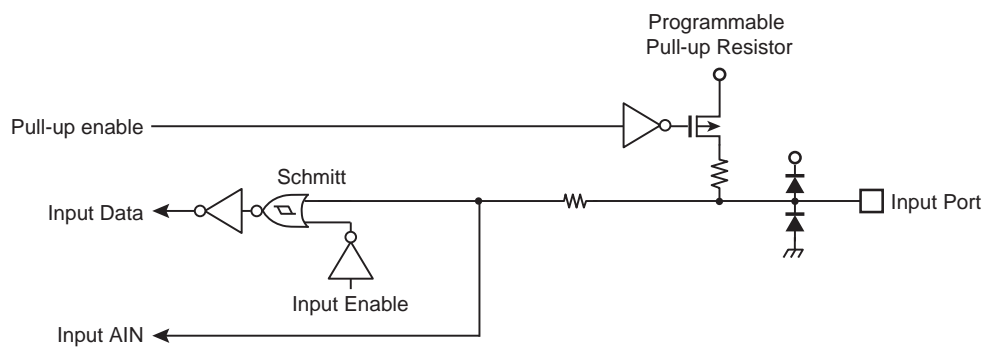 Programmable
Pull-up Resistor
Pull-up enable
Schmitt
Input Data
Input Port
Input Enable
Input AIN